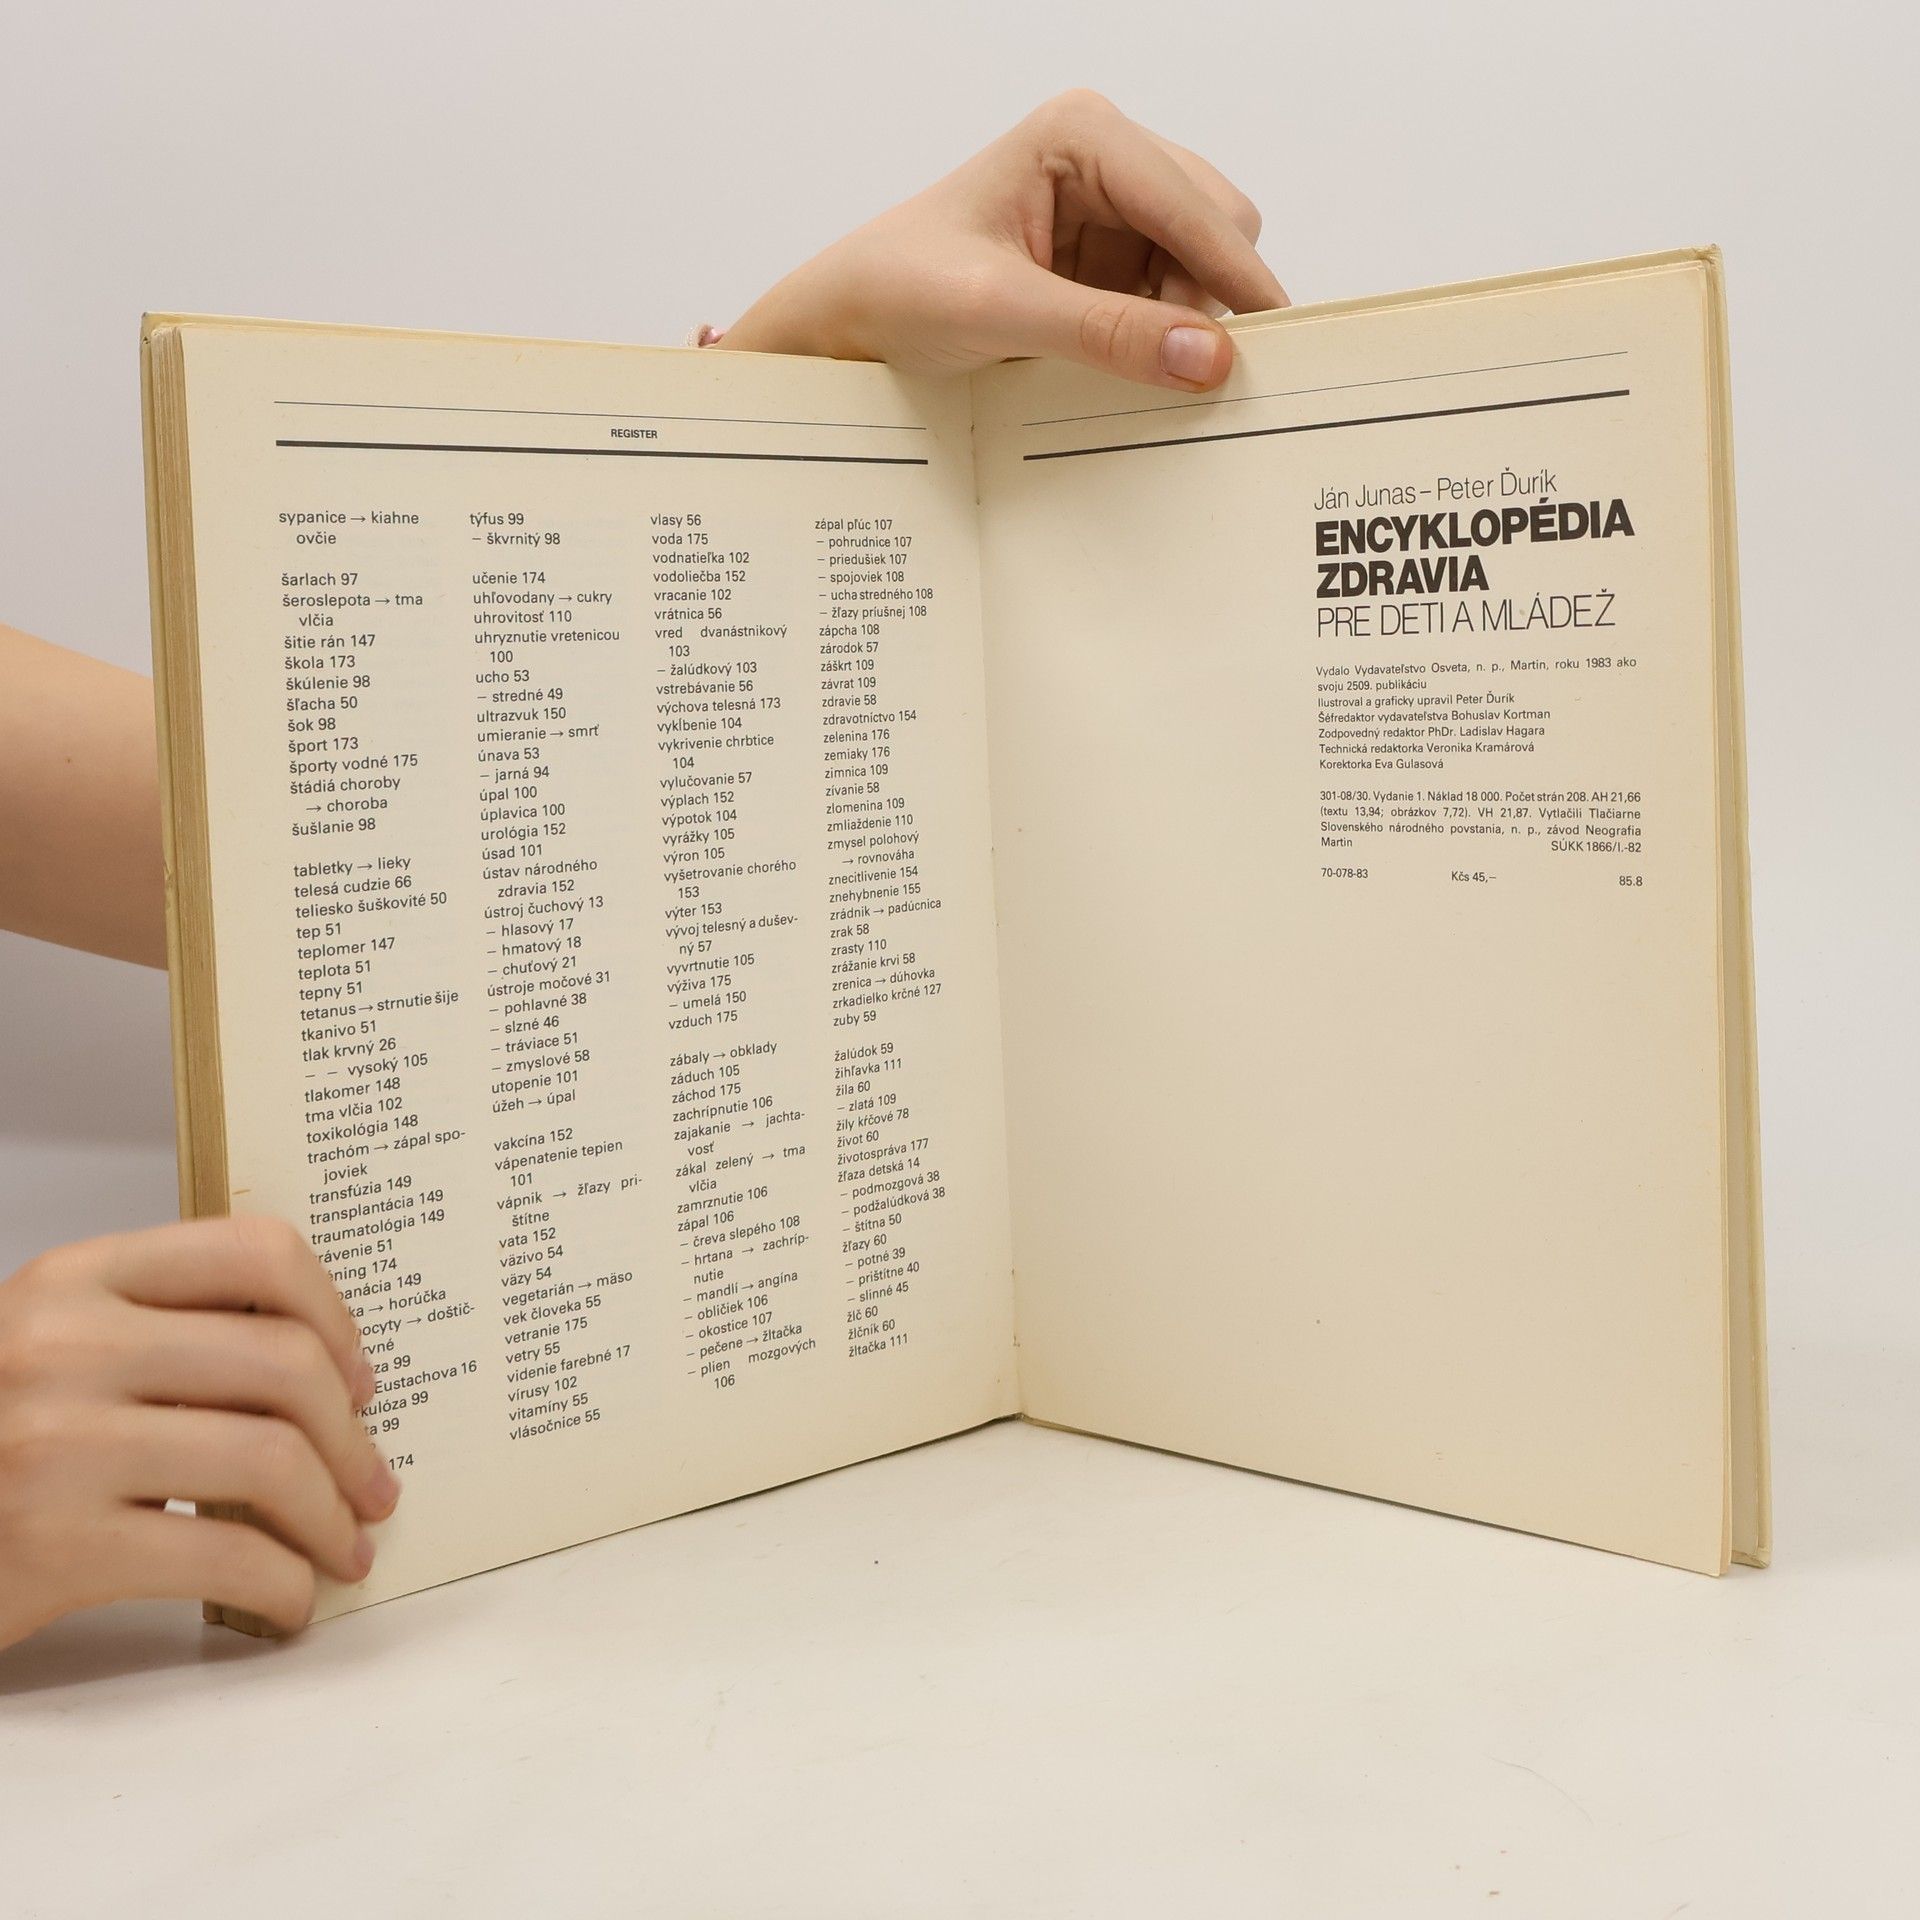 REGISTER
sypanice → kiahne
ovčie
šarlach 97
šeroslepota → tma
vlčia
šitie rán 147
škola 173
škúlenie 98
šľacha 50
šok 98
šport 173
športy vodné 175
štádiá choroby
→ choroba
šušlanie 98
tabletky → lieky
telesá cudzie 66
teliesko šuškovité 50
tep 51
teplomer 147
teplota 51
tepny 51
tetanus → strnutie šije
tkanivo 51
tlak krvný 26
– – vysoký 105
tlakomer 148
tma vlčia 102
toxikológia 148
trachóm → zápal spo-
joviek
transfúzia 149
transplantácia 149
traumatológia 149
51
174
149
→ horúčka
→ doštič-
99
Eustachova 16
99
99
174
týfus 99
– škvrnitý 98
učenie 174
uhľovodany → cukry
uhrovitosť 110
uhryznutie vretenicou
100
ucho 53
– stredné 49
ultrazvuk 150
umieranie → smrť
únava 53
– jarná 94
úpal 100
úplavica 100
urológia 152
úsad 101
ústav národného
zdravia 152
ústroj čuchový 13
– hlasový 17
– hmatový 18
– chuťový 21
ústroje močové 31
– pohlavné 38
– slzné 46
– tráviace 51
– zmyslové 58
utopenie 101
úžeh → úpal
vakcína 152
vápenatenie tepien
101
vápnik → žľazy pri-
štítne
vata 152
väzivo 54
väzy 54
vegetarián → mäso
vek človeka 55
vetranie 175
vetry 55
videnie farebné 17
vírusy 102
vitamíny 55
vlásočnice 55
vlasy 56
voda 175
vodnatieľka 102
vodoliečba 152
vracanie 102
vrátnica 56
vred dvanástnikový
103
– žalúdkový 103
vstrebávanie 56
výchova telesná 173
vykĺbenie 104
vykrivenie chrbtice
104
vylučovanie 57
výplach 152
výpotok 104
vyrážky 105
výron 105
vyšetrovanie chorého
153
výter 153
vývoj telesný a dušev-
ný 57
vyvrtnutie 105
výživa 175
– umelá 150
vzduch 175
zábaly → obklady
záduch 105
záchod 175
zachrípnutie 106
zajakanie → jachta-
vosť
zákal zelený → tma
vlčia
zamrznutie 106
zápal 106
– čreva slepého 108
– hrtana → zachríp-
nutie
– mandlí → angína
– obličiek 106
– okostice 107
– pečene → žltačka
– plien mozgových
106
zápal pľúc 107
– pohrudnice 107
– priedušiek 107
– spojoviek 108
– ucha stredného 108
– žľazy príušnej 108
zápcha 108
zárodok 57
záškrt 109
závrat 109
zdravie 58
zdravotníctvo 154
zelenina 176
zemiaky 176
zimnica 109
zívanie 58
zlomenina 109
zmliaždenie 110
zmysel polohový
→ rovnováha
znecitlivenie 154
znehybnenie 155
zrádnik → padúcnica
zrak 58
zrasty 110
zrážanie krvi 58
zrenica → dúhovka
zrkadielko krčné 127
zuby 59
žalúdok 59
žihľavka 111
žila 60
– zlatá 109
žily kŕčové 78
život 60
životospráva 177
žľaza detská 14
– podmozgová 38
– podžalúdková 38
– štítna 50
žľazy 60
– potné 39
– prištítne 40
– slinné 45
žlč 60
žlčník 60
žltačka 111
Ján Junas – Peter Ďurík
ENCYKLOPÉDIA
ZDRAVIA
PRE DETI A MLÁDEŽ
Vydalo Vydavateľstvo Osveta, n. p., Martin, roku 1983 ako
svoju 2509. publikáciu
Ilustroval a graficky upravil Peter Ďurík
Šéfredaktor vydavateľstva Bohuslav Kortman
Zodpovedný redaktor PhDr. Ladislav Hagara
Technická redaktorka Veronika Kramárová
Korektorka Eva Gulasová
301-08/30. Vydanie 1. Náklad 18 000. Počet strán 208. AH 21,66
(textu 13,94; obrázkov 7,72). VH 21,87. Vytlačili Tlačiarne
Slovenského národného povstania, n. p., závod Neografia
Martin SÚKK 1866/I.-82
70-078-83 Kčs 45,– 85.8